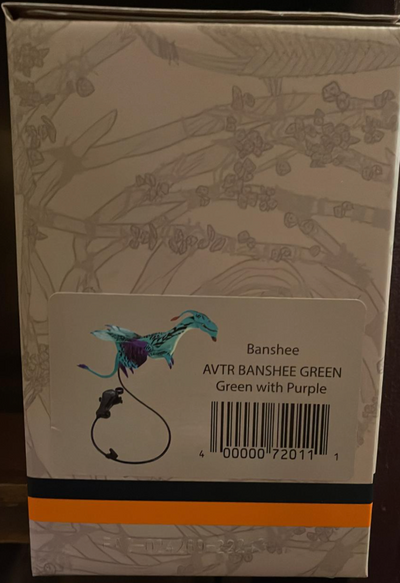 Banshee
AVTR BANSHEE GREEN
Green with Purple
4 00000 72011 1